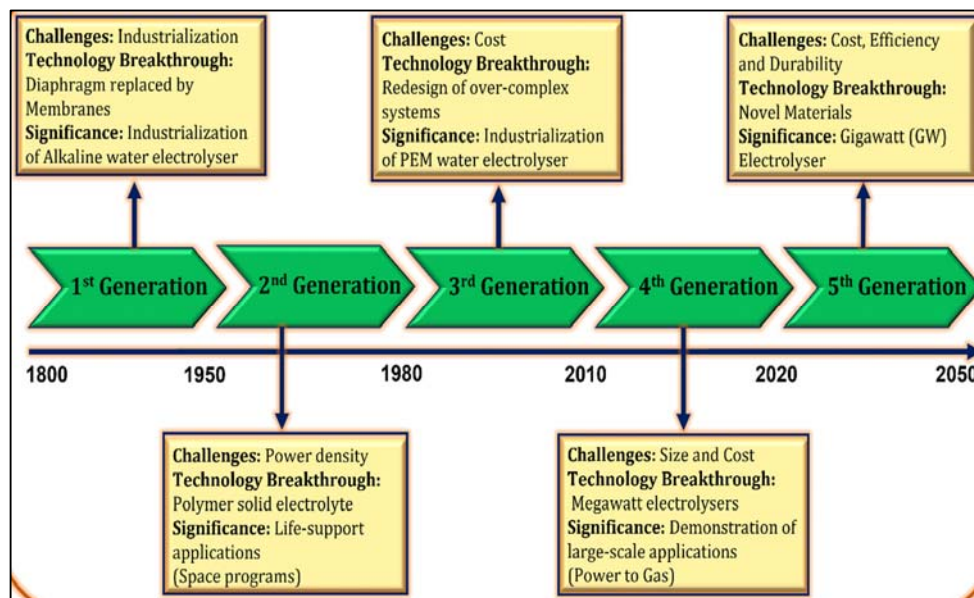 Challenges: Industrialization
Technology Breakthrough:
Diaphragm replaced by
Membranes
Significance: Industrialization
of Alkaline water electrolyser
Challenges: Cost
Technology Breakthrough:
Redesign of over-complex
systems
Significance: Industrialization
of PEM water electrolyser
Challenges: Cost, Efficiency
and Durability
Technology Breakthrough:
Novel Materials
Significance: Gigawatt (GW)
Electrolyser
1st Generation
2nd Generation
3rd Generation
4th Generation
5th Generation
1800
1950
1980
2010
2020
2050
Challenges: Power density
Technology Breakthrough:
Polymer solid electrolyte
Significance: Life-support
applications
(Space programs)
Challenges: Size and Cost
Technology Breakthrough:
Megawatt electrolysers
Significance: Demonstration of
large-scale applications
(Power to Gas)